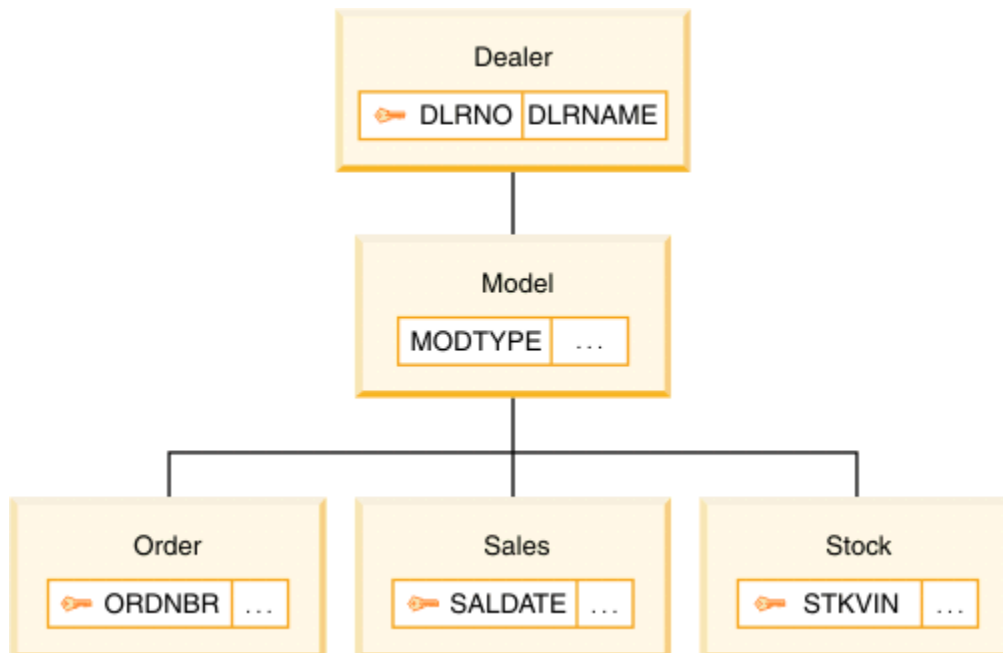 Dealer
DLRNO DLRNAME
Model
MODTYPE ...
Order Sales Stock
ORDNBR ... SALDATE ... STKVIN ...